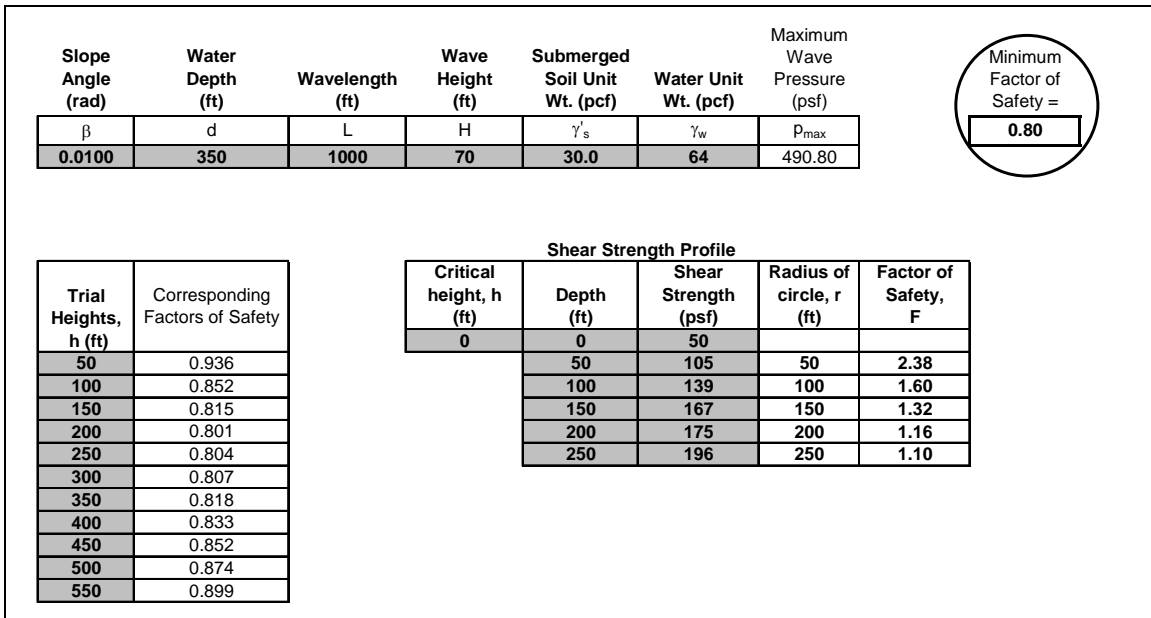 Slope Angle (rad) Water Depth (ft) Wavelength (ft) Wave Height (ft) Submerged Soil Unit Wt. (pcf) Water Unit Wt. (pcf) Maximum Wave Pressure (psf)
β d L H γ's γw pmax
0.0100 350 1000 70 30.0 64 490.80
Minimum
Factor of
Safety =
0.80
Trial Heights, h (ft) Corresponding Factors of Safety
50 0.936
100 0.852
150 0.815
200 0.801
250 0.804
300 0.807
350 0.818
400 0.833
450 0.852
500 0.874
550 0.899
Shear Strength Profile
Critical height, h (ft) Depth (ft) Shear Strength (psf) Radius of circle, r (ft) Factor of Safety, F
0 0 50
50 105 50 2.38
100 139 100 1.60
150 167 150 1.32
200 175 200 1.16
250 196 250 1.10